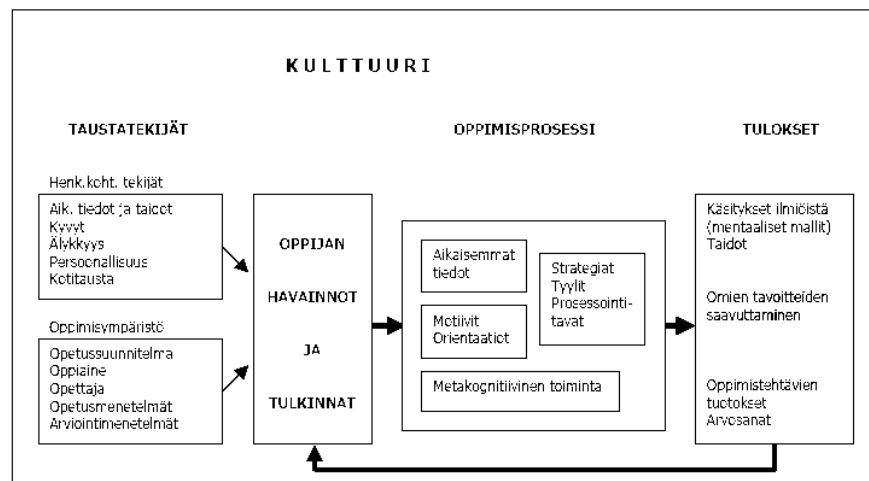 KULTTUURI
TAUSTATEKIJÄT
OPPIMISPROSESSI
TULOKSET
Henk.koht. tekijät
Aik. tiedot ja taidot
Kyvyt
Älykkyys
Persoonallisuus
Kotitausta
Oppimisympäristö
Opetussuunnitelma
Oppiaine
Opettaja
Opetusmenetelmät
Arviointimenetelmät
OPPIJAN
HAVAINNOT
JA
TULKINNAT
Aikaisemmat
tiedot
Motiivit
Orientaatiot
Strategiat
Tyylit
Prosessointi-
tavat
Metakognitiivinen toiminta
Käsitykset ilmiöistä
(mentaaliset mallit)
Taidot
Omien tavoitteiden
saavuttaminen
Oppimistehtävien
tuotokset
Arvosanat